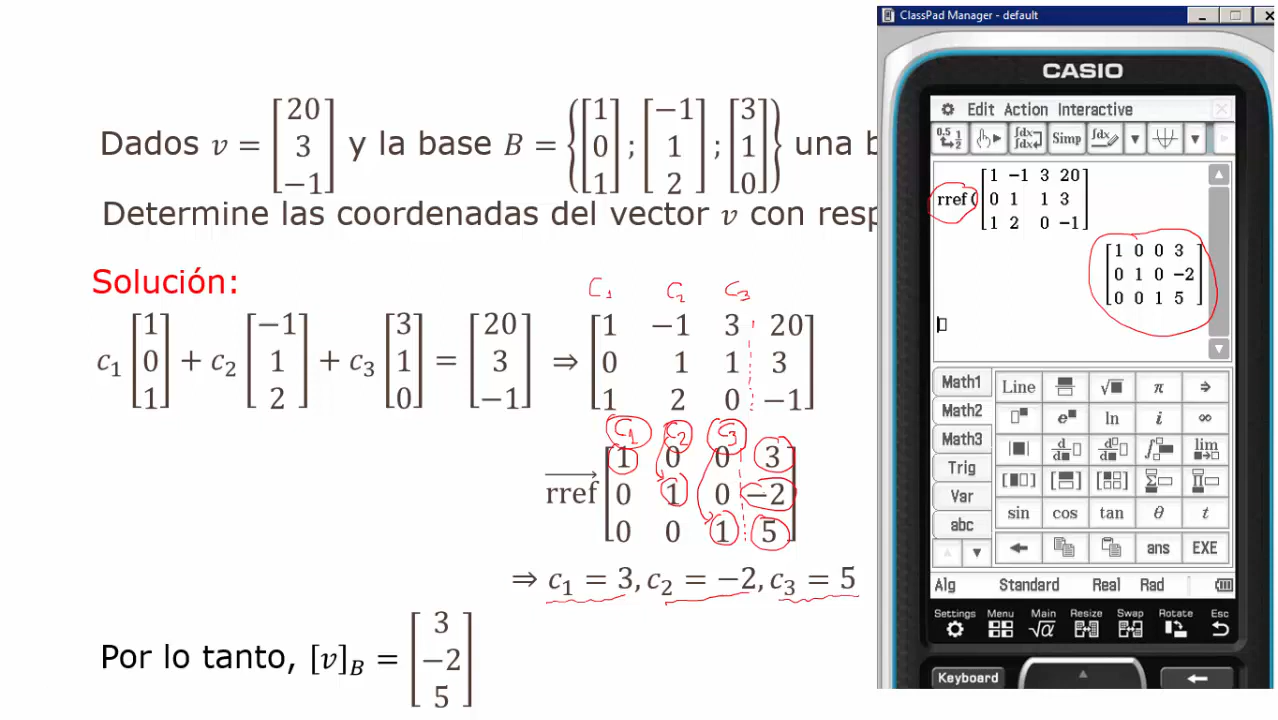 Dados v = [20 3 −1] y la base B = {[1 0 1] ; [−1 1 2] ; [3 1 0]} una b
Determine las coordenadas del vector v con resp
Solución:
C₁ C₂ C₃
c₁ [1 0 1] + c₂ [−1 1 2] + c₃ [3 1 0] = [20 3 −1] ⇒
1 −1 3 20
0 1 1 3
1 2 0 −1
C₁ C₂ C₃
rref
1 0 0 3
0 1 0 −2
0 0 1 5
⇒ c₁ = 3, c₂ = −2, c₃ = 5
Por lo tanto, [v]_B = [3 −2 5]
ClassPad Manager - default
CASIO
Edit Action Interactive
0.5 1 2 ∫dx Simp ∫dx
rref(
1 −1 3 20
0 1 1 3
1 2 0 −1
1 0 0 3
0 1 0 −2
0 0 1 5
Math1 Line √■ π ⇒
Math2 e■ ln i ∞
Math3 |■| d/d■ d/d■ ∫ lim
Trig Σ Π
Var sin cos tan θ t
abc ans EXE
Alg Standard Real Rad
Settings Menu Main Resize Swap Rotate Esc
√α
Keyboard